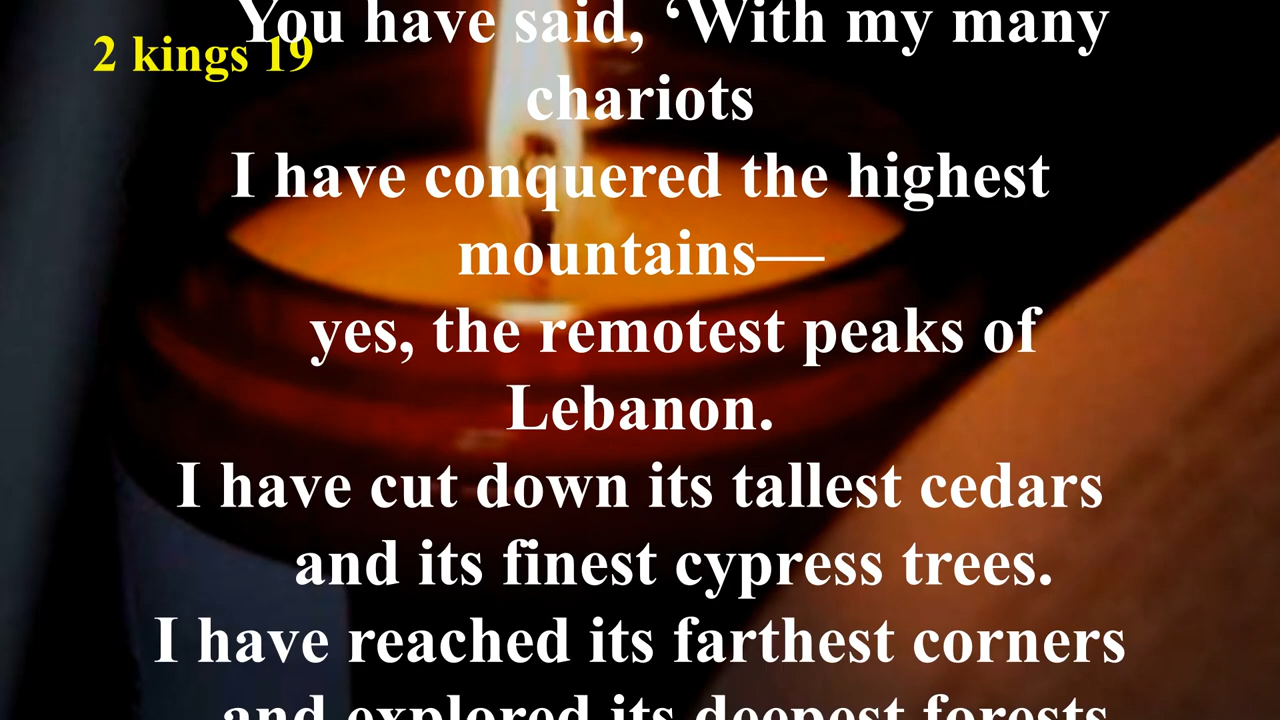 You have said, ‘With my many
2 kings 19
chariots
I have conquered the highest
mountains—
yes, the remotest peaks of
Lebanon.
I have cut down its tallest cedars
and its finest cypress trees.
I have reached its farthest corners
and explored its deepest forests